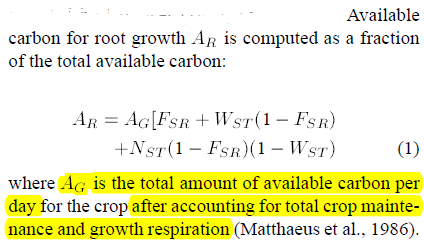 Available
carbon for root growth A_R is computed as a fraction
of the total available carbon:
A_R = A_G[F_SR + W_ST(1 − F_SR)
+N_ST(1 − F_SR)(1 − W_ST) (1)
where A_G is the total amount of available carbon per
day for the crop after accounting for total crop mainte-
nance and growth respiration (Matthaeus et al., 1986).